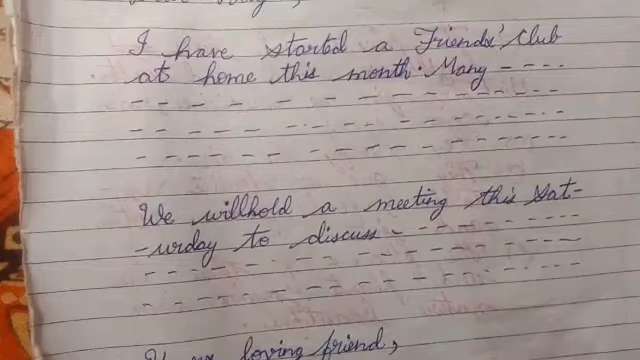 I have started a Friends' Club
at home this month. Many - - - -
- - - - - - - - - - - - - -
- - - - - - - - - - - - - -
- - - - - - - - - - - - - -
We willhold a meeting this Sat-
-urday to discuss - - - - - - - -
- - - - - - - - - - - - - -
- - - - - - - - - - - - - -
loving friend,